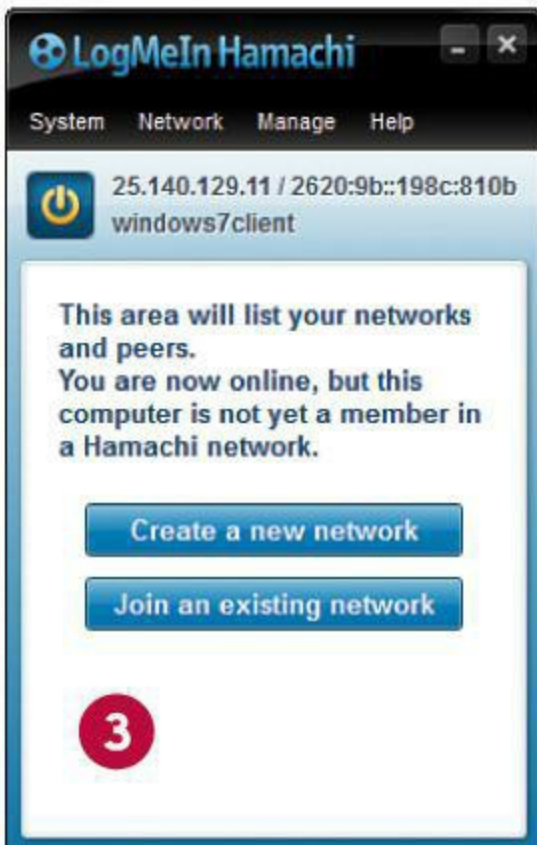 LogMeIn Hamachi
System Network Manage Help
25.140.129.11 / 2620:9b::198c:810b
windows7client
This area will list your networks
and peers.
You are now online, but this
computer is not yet a member in
a Hamachi network.
Create a new network
Join an existing network
3